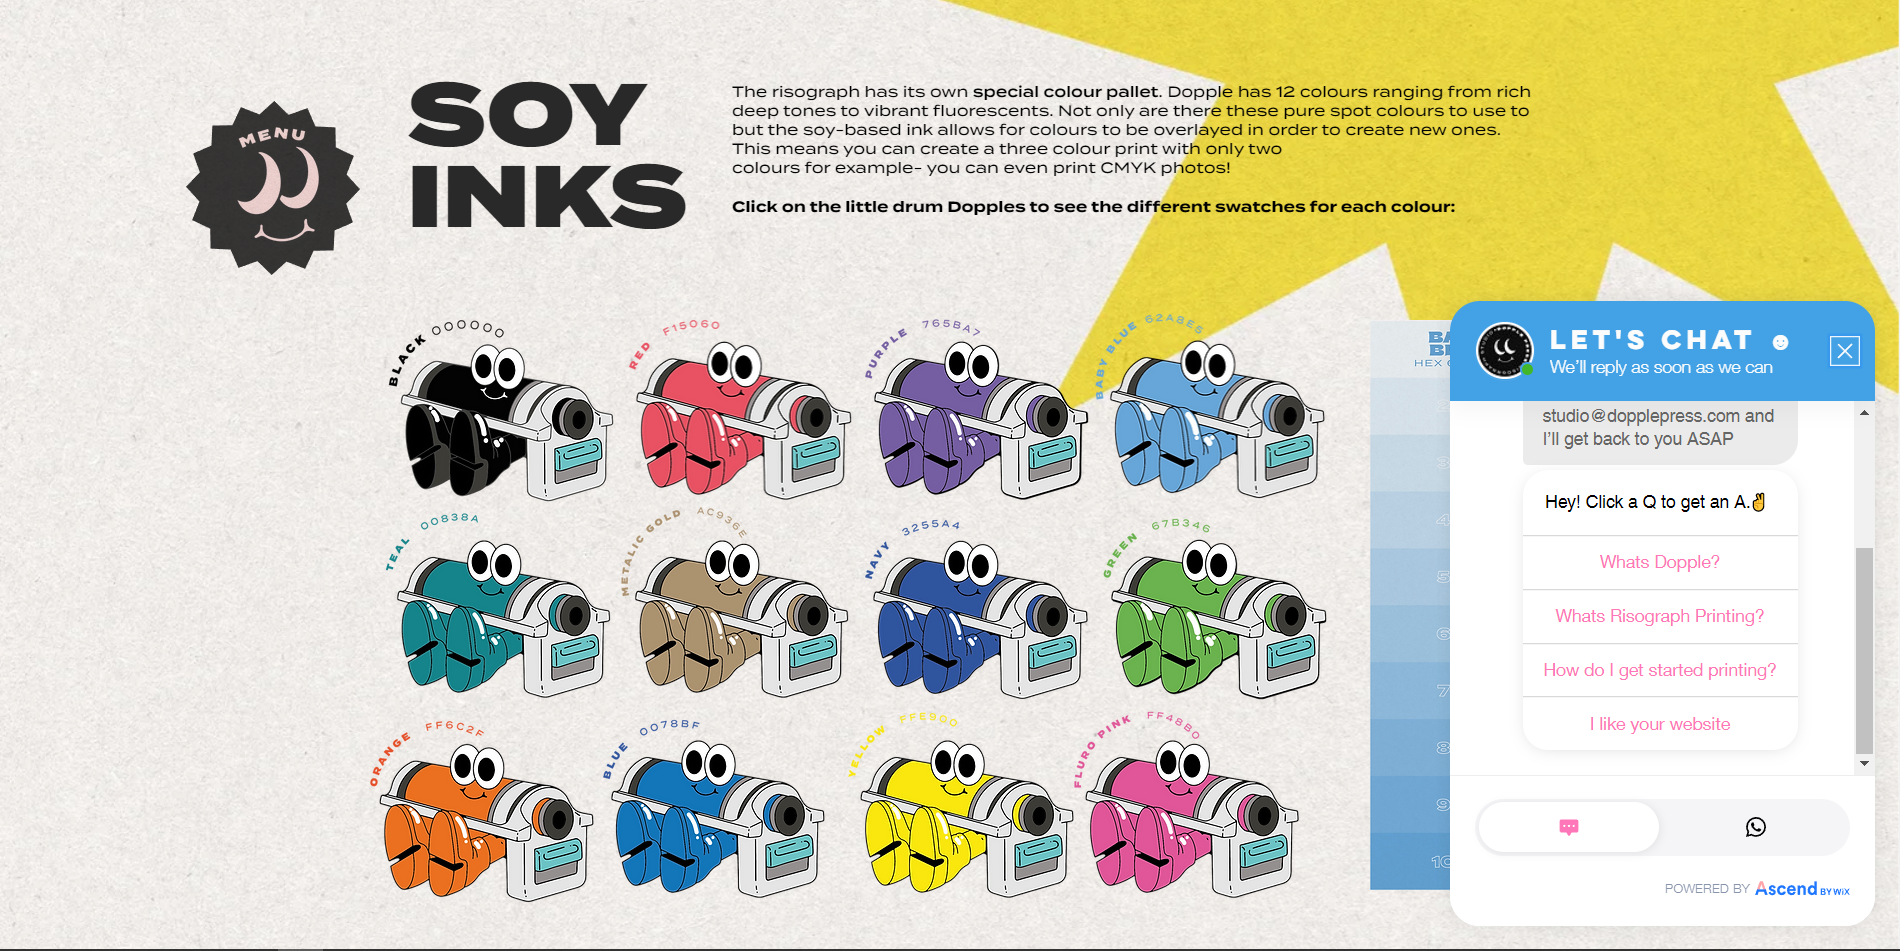 MENU
SOY
INKS
The risograph has its own special colour pallet. Dopple has 12 colours ranging from rich
deep tones to vibrant fluorescents. Not only are there these pure spot colours to use to
but the soy-based ink allows for colours to be overlayed in order to create new ones.
This means you can create a three colour print with only two
colours for example- you can even print CMYK photos!
Click on the little drum Dopples to see the different swatches for each colour:
BLACK 000000
RED F15060
PURPLE 765BA7
BABY BLUE 62A8E5
TEAL 00838A
METALIC GOLD AC936E
NAVY 3255A4
GREEN 67B346
ORANGE FF6C2F
BLUE 0078BF
YELLOW FFE800
FLURO PINK FF48B0
HEX
4
5
6
7
8
9
LET'S CHAT ☻
We'll reply as soon as we can
studio@dopplepress.com and
I'll get back to you ASAP
Hey! Click a Q to get an A.✌
Whats Dopple?
Whats Risograph Printing?
How do I get started printing?
I like your website
POWERED BY Ascend BY WiX